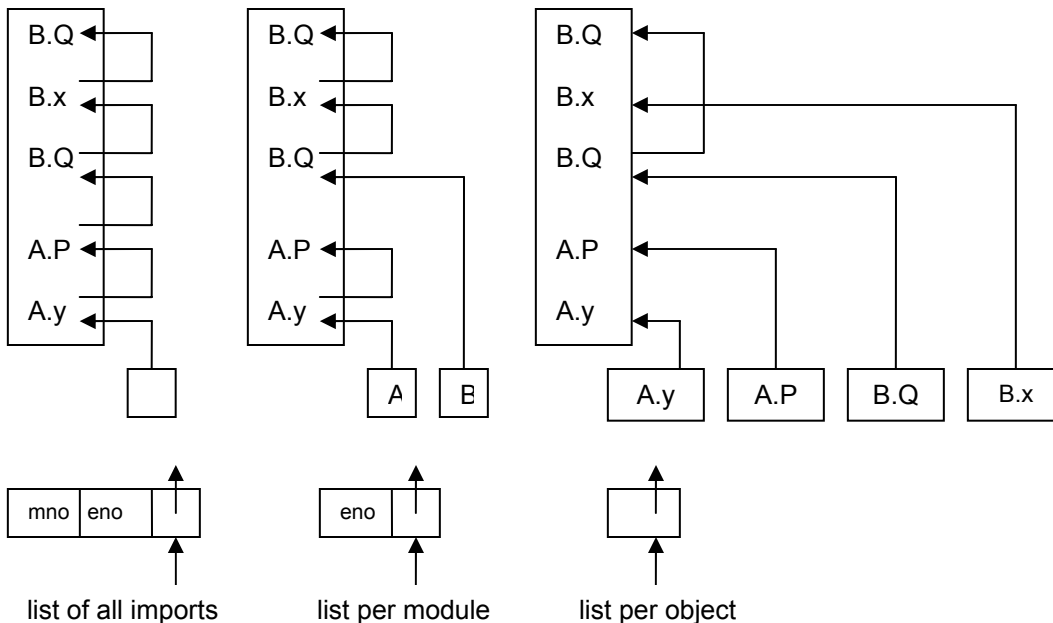 B.Q B.Q B.Q
B.x B.x B.x
B.Q B.Q B.Q
A.P A.P A.P
A.y A.y A.y
A B A.y A.P B.Q B.x
mno eno eno
list of all imports list per module list per object